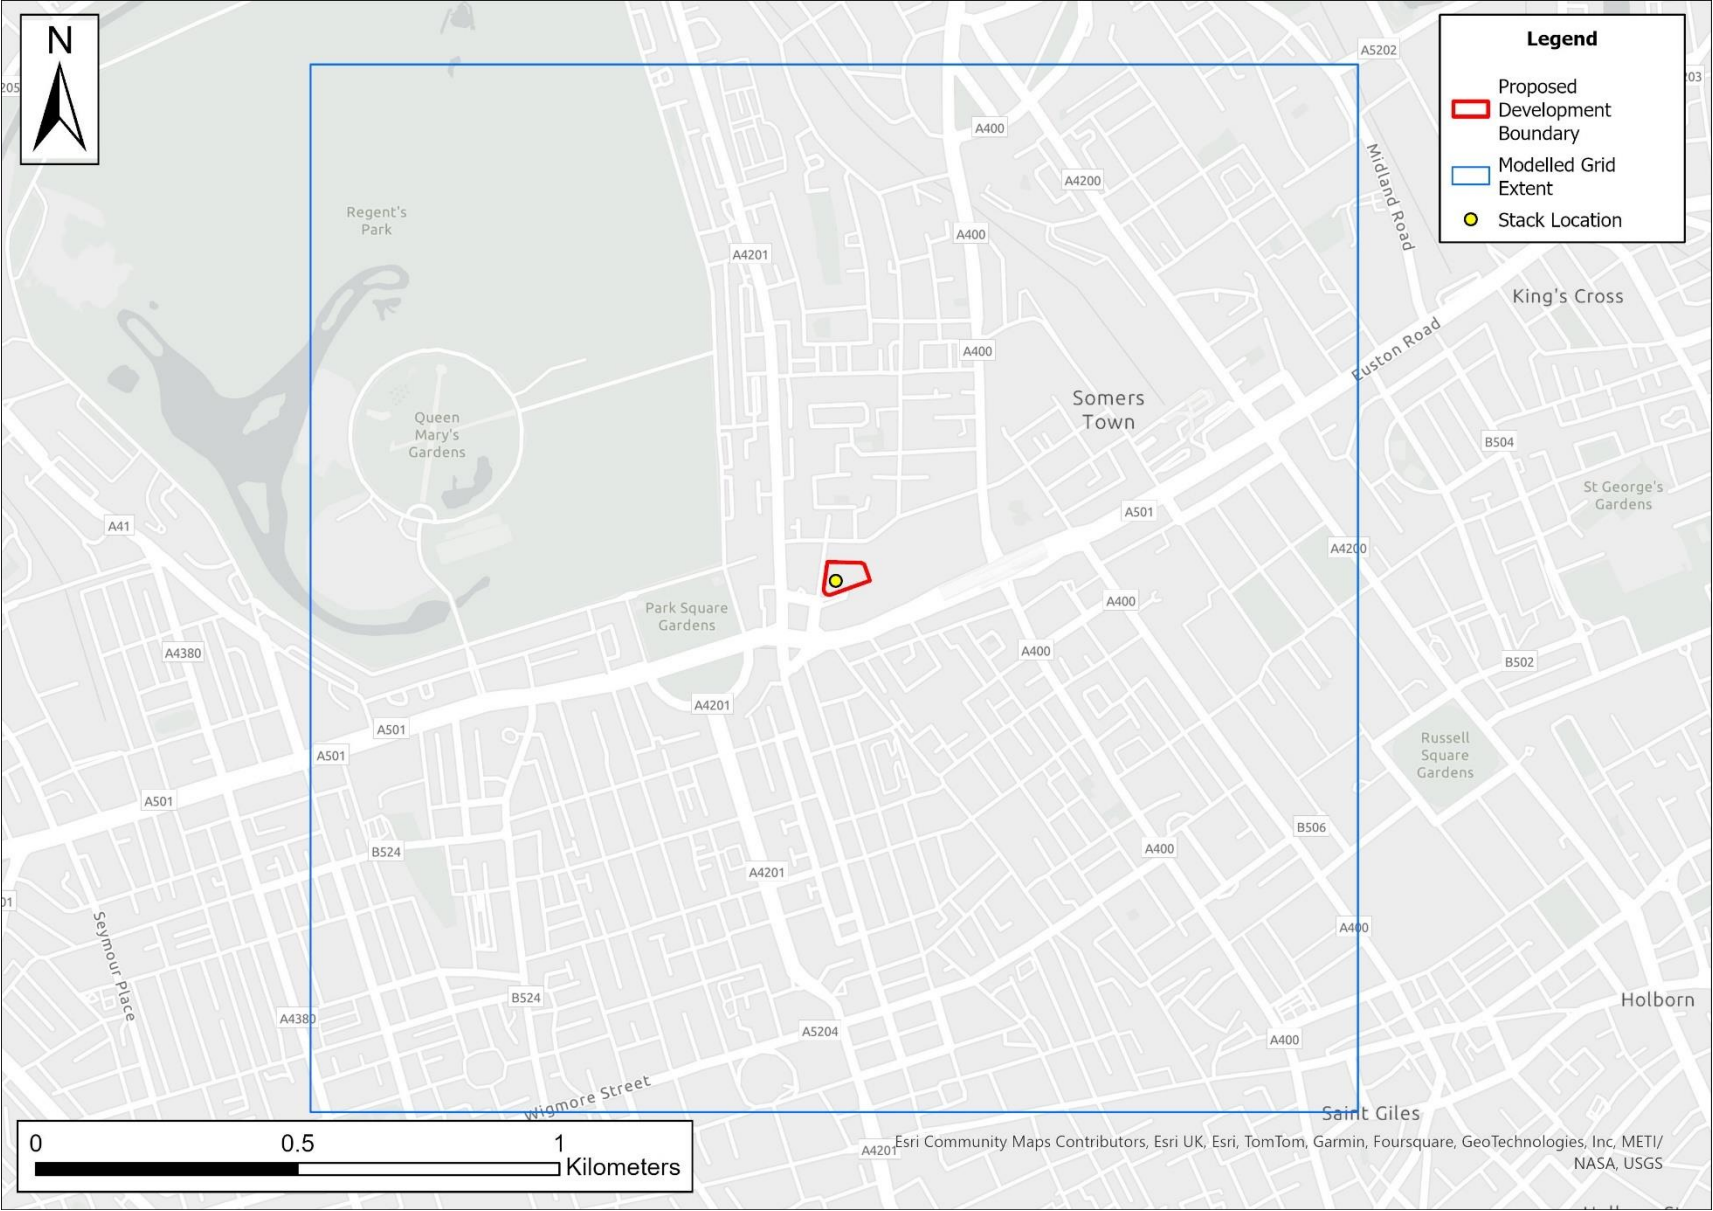 N
Legend
Proposed
Development
Boundary
Modelled Grid
Extent
Stack Location
A5202
A400
A4200
Midland Road
Regent's
Park
A400
A4201
King's Cross
Euston Road
A400
Somers
Town
Queen
Mary's
Gardens
B504
St George's
Gardens
A501
A41
A4200
A400
Park Square
Gardens
A4380
A400
B502
A4201
A501
A501
Russell
Square
Gardens
A501
B506
B524
A400
A4201
Seymour Place
A400
B524
Holborn
A4380
A5204
A400
Wigmore Street
Saint Giles
0 0.5 1
Kilometers
A4201
Esri Community Maps Contributors, Esri UK, Esri, TomTom, Garmin, Foursquare, GeoTechnologies, Inc, METI/
NASA, USGS